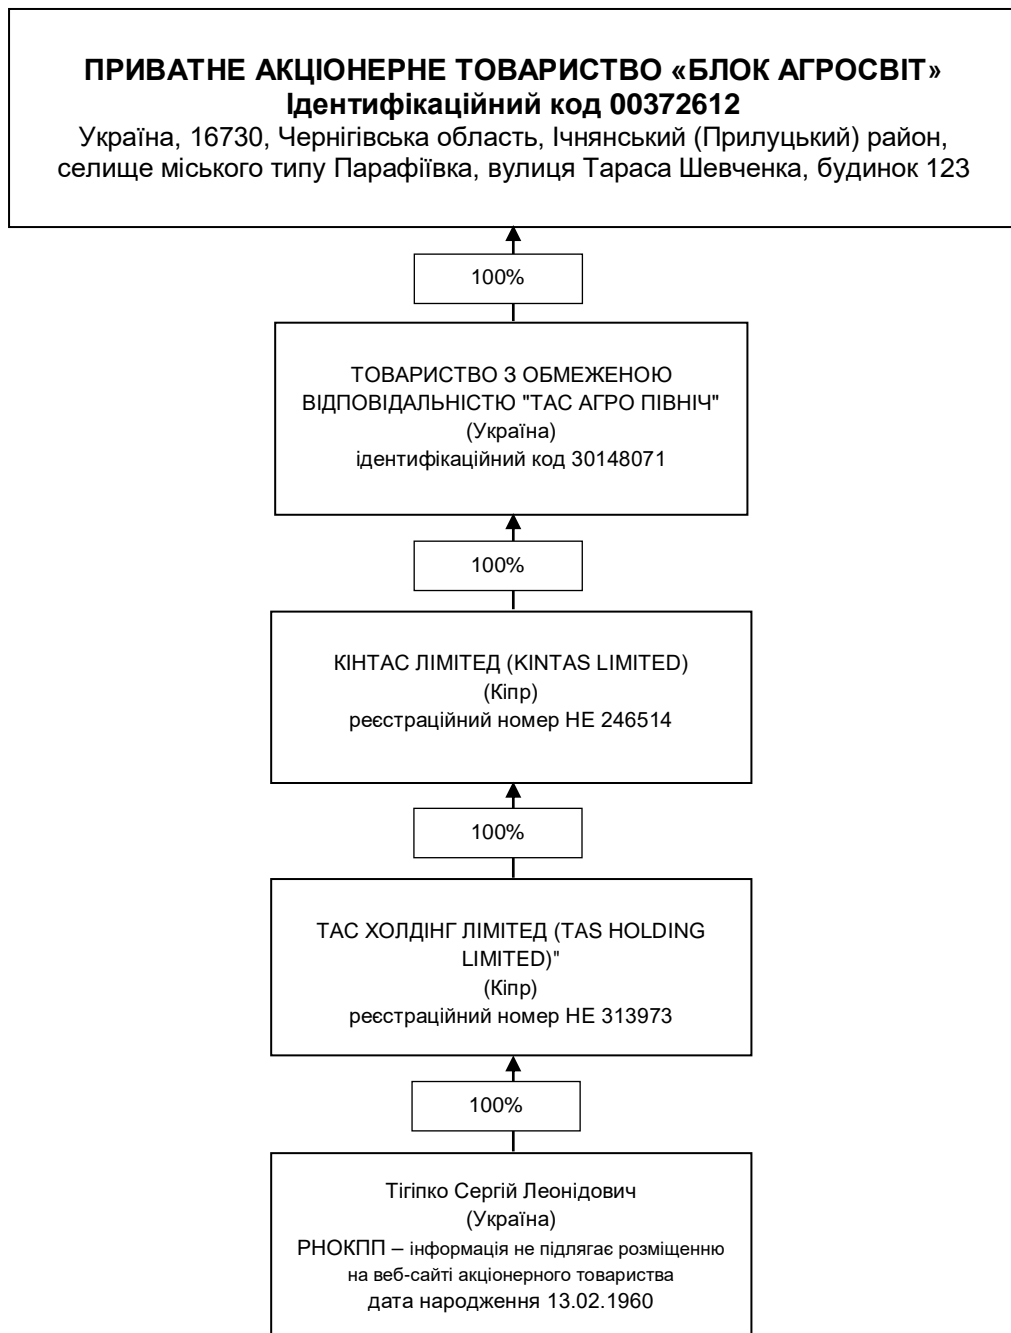 ПРИВАТНЕ АКЦІОНЕРНЕ ТОВАРИСТВО «БЛОК АГРОСВІТ»
Ідентифікаційний код 00372612
Україна, 16730, Чернігівська область, Ічнянський (Прилуцький) район,
селище міського типу Парафіївка, вулиця Тараса Шевченка, будинок 123
100%
ТОВАРИСТВО З ОБМЕЖЕНОЮ
ВІДПОВІДАЛЬНІСТЮ "ТАС АГРО ПІВНІЧ"
(Україна)
ідентифікаційний код 30148071
100%
КІНТАС ЛІМІТЕД (KINTAS LIMITED)
(Кіпр)
реєстраційний номер НЕ 246514
100%
ТАС ХОЛДІНГ ЛІМІТЕД (TAS HOLDING
LIMITED)"
(Кіпр)
реєстраційний номер НЕ 313973
100%
Тігіпко Сергій Леонідович
(Україна)
РНОКПП – інформація не підлягає розміщенню
на веб-сайті акціонерного товариства
дата народження 13.02.1960